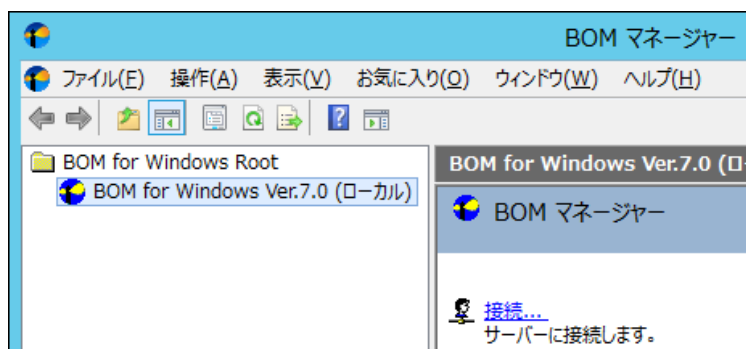 BOM マネージャー
ファイル(F) 操作(A) 表示(V) お気に入り(O) ウィンドウ(W) ヘルプ(H)
BOM for Windows Root
BOM for Windows Ver.7.0 (ローカル)
BOM for Windows Ver.7.0 (ロー
BOM マネージャー
接続...
サーバーに接続します。